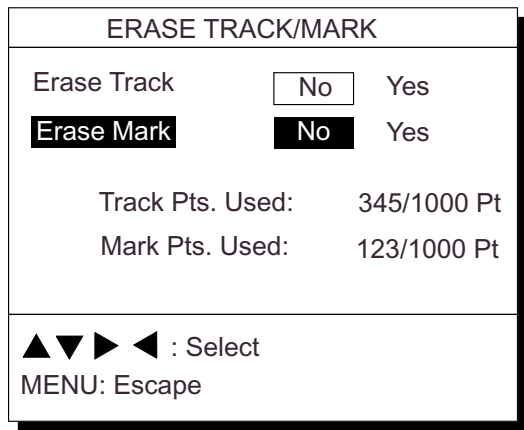 ERASE TRACK/MARK
Erase Track No Yes
Erase Mark No Yes
Track Pts. Used: 345/1000 Pt
Mark Pts. Used: 123/1000 Pt
▲▼▶◀ : Select
MENU: Escape